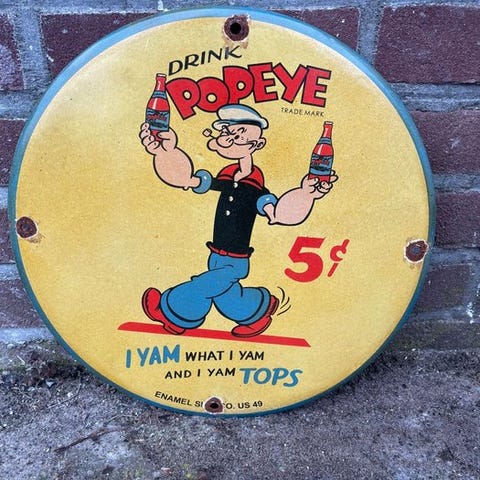 DRINK
POPEYE
TRADE MARK
5¢
I YAM WHAT I YAM
AND I YAM TOPS
ENAMEL CO. US 49